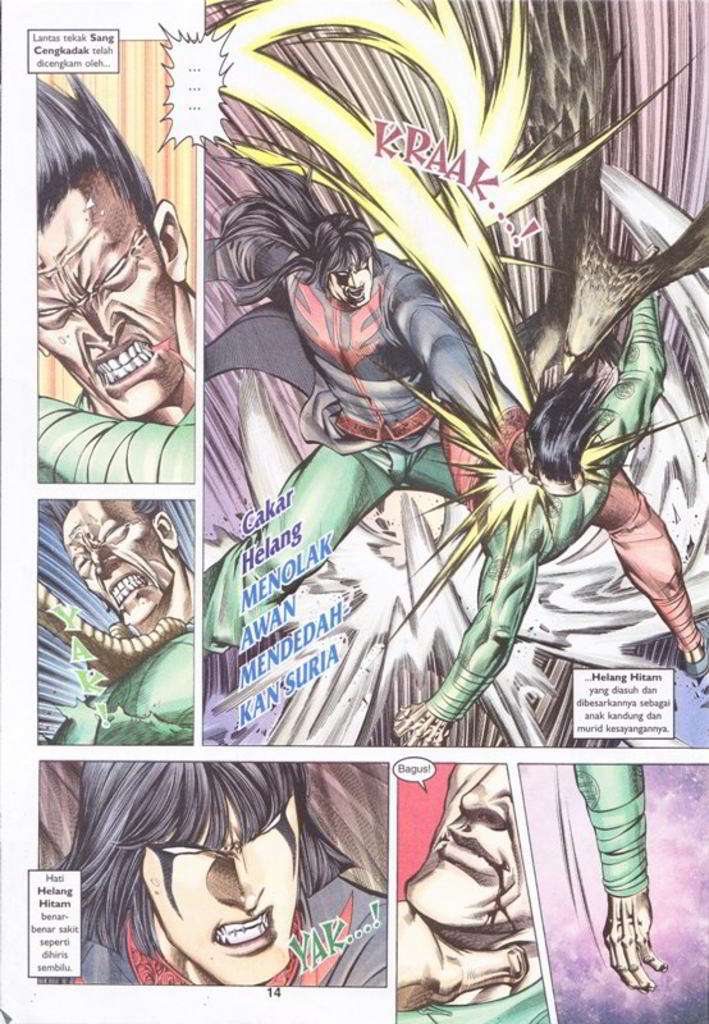 Lantas tekak Sang
Cengkadak telah
dicengkam oleh...
...
...
...
KRAAK...!
Cakar
Helang
MENOLAK
AWAN
MENDEDAH-
KAN SURIA
...Helang Hitam
yang diasuh dan
dibesarkannya sebagai
anak kandung dan
murid kesayangannya.
YAK!
Hati
Helang
Hitam
benar-
benar sakit
seperti
dihiris
sembilu.
YAK...!
Bagus!
14